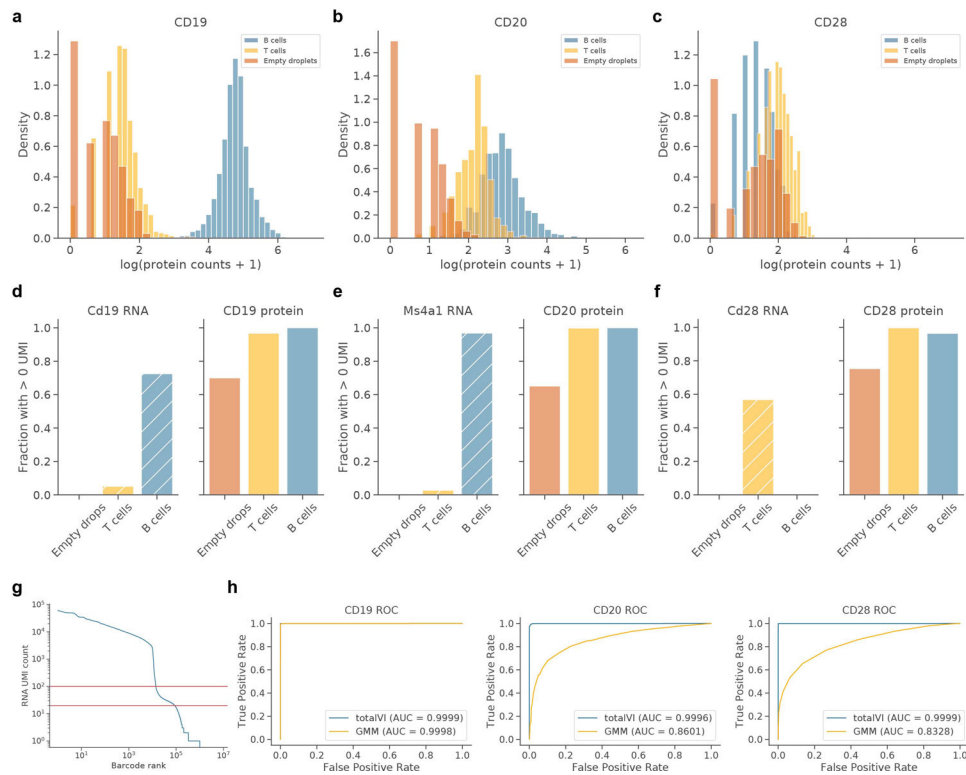 a
CD19
Density
1.2
1.0
0.8
0.6
0.4
0.2
0.0
0
2
4
6
log(protein counts + 1)
B cells
T cells
Empty droplets
b
CD20
Density
1.6
1.4
1.2
1.0
0.8
0.6
0.4
0.2
0.0
0
1
2
3
4
5
6
log(protein counts + 1)
B cells
T cells
Empty droplets
c
CD28
Density
1.2
1.0
0.8
0.6
0.4
0.2
0.0
0
2
4
6
log(protein counts + 1)
B cells
T cells
Empty droplets
d
Cd19 RNA
CD19 protein
Fraction with > 0 UMI
1.0
0.8
0.6
0.4
0.2
0.0
Empty drops
T cells
B cells
Empty drops
T cells
B cells
e
Ms4a1 RNA
CD20 protein
Fraction with > 0 UMI
1.0
0.8
0.6
0.4
0.2
0.0
Empty drops
T cells
B cells
Empty drops
T cells
B cells
f
Cd28 RNA
CD28 protein
Fraction with > 0 UMI
1.0
0.8
0.6
0.4
0.2
0.0
Empty drops
T cells
B cells
Empty drops
T cells
B cells
g
RNA UMI count
10⁵
10⁴
10³
10²
10¹
10⁰
10¹
10³
10⁵
10⁷
Barcode rank
h
CD19 ROC
True Positive Rate
1.0
0.8
0.6
0.4
0.2
0.0
0.0 0.2 0.4 0.6 0.8 1.0
False Positive Rate
totalVI (AUC = 0.9999)
GMM (AUC = 0.9998)
CD20 ROC
True Positive Rate
1.0
0.8
0.6
0.4
0.2
0.0
0.0 0.2 0.4 0.6 0.8 1.0
False Positive Rate
totalVI (AUC = 0.9996)
GMM (AUC = 0.8601)
CD28 ROC
True Positive Rate
1.0
0.8
0.6
0.4
0.2
0.0
0.0 0.2 0.4 0.6 0.8 1.0
False Positive Rate
totalVI (AUC = 0.9999)
GMM (AUC = 0.8328)